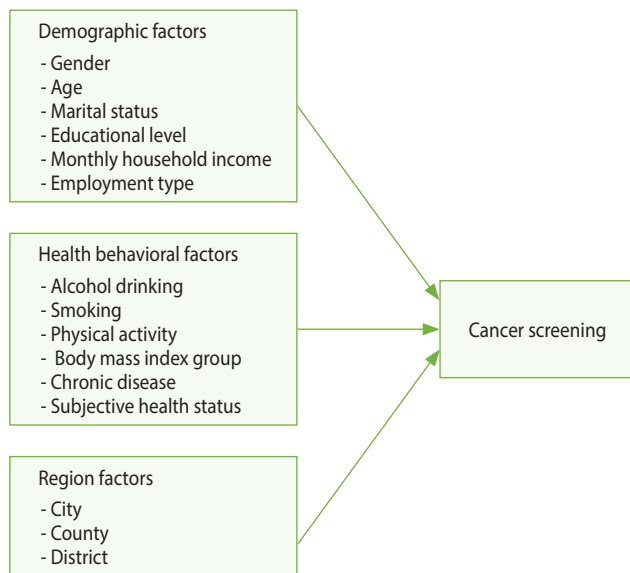 Demographic factors
- Gender
- Age
- Marital status
- Educational level
- Monthly household income
- Employment type
Health behavioral factors
- Alcohol drinking
- Smoking
- Physical activity
- Body mass index group
- Chronic disease
- Subjective health status
Region factors
- City
- County
- District
Cancer screening